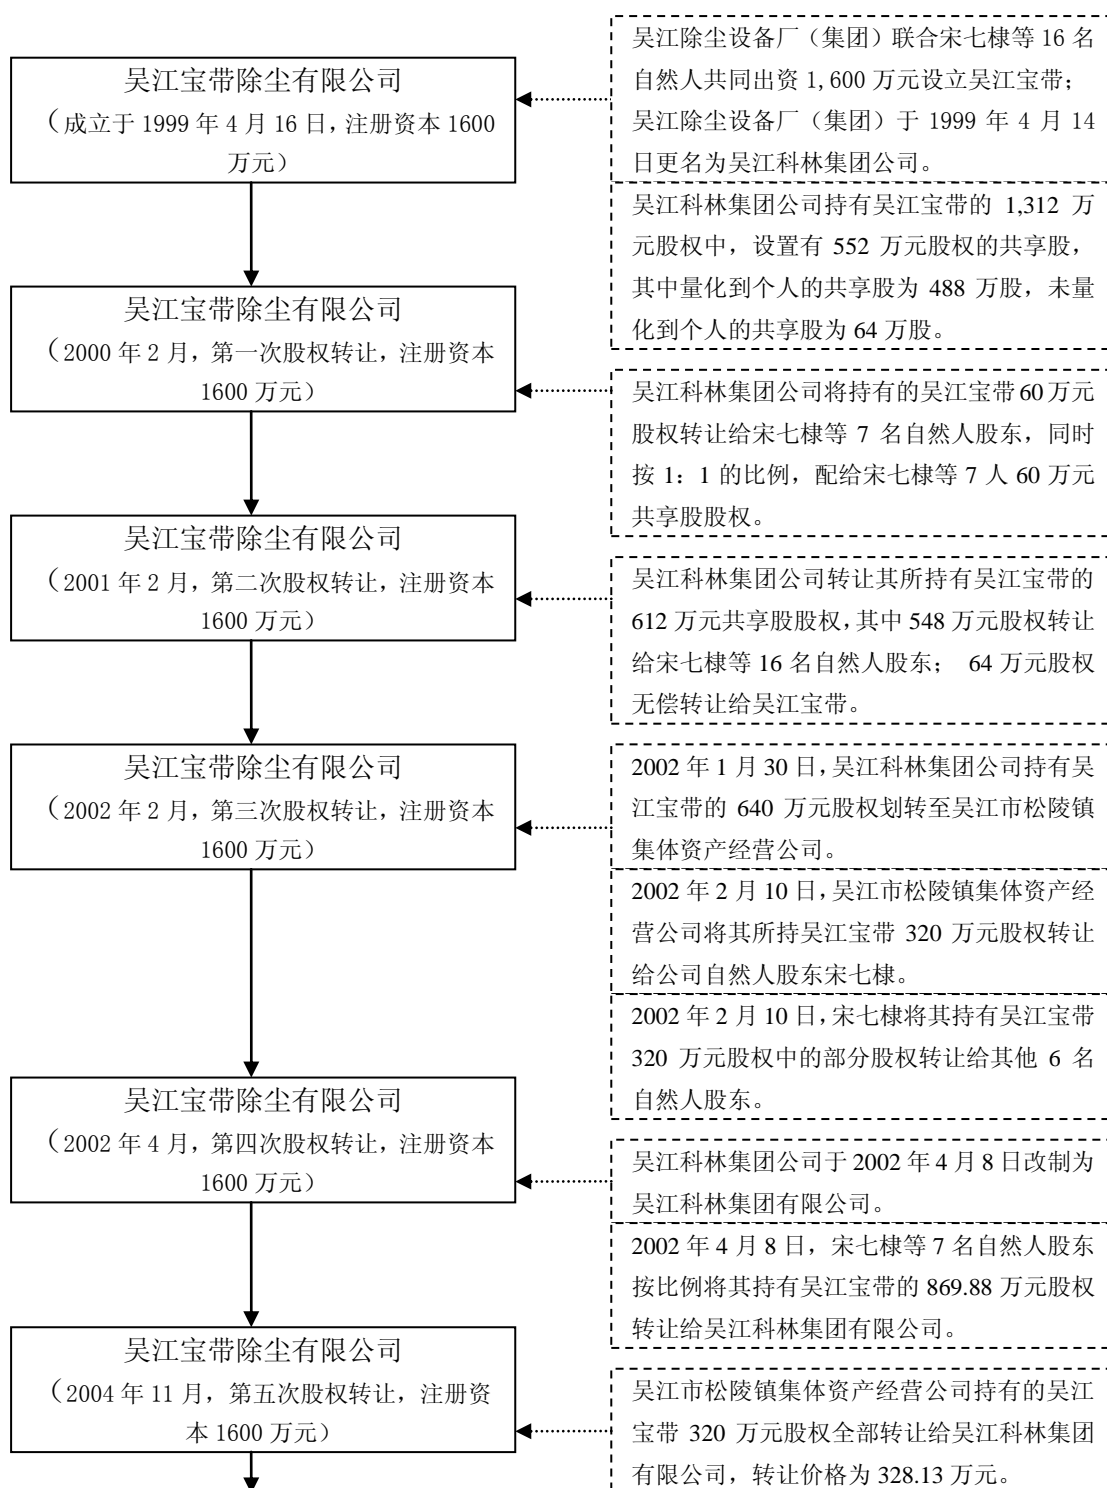 吴江宝带除尘有限公司
（成立于 1999 年 4 月 16 日，注册资本 1600
万元）
吴江除尘设备厂（集团）联合宋七棣等 16 名
自然人共同出资 1,600 万元设立吴江宝带；
吴江除尘设备厂（集团）于 1999 年 4 月 14
日更名为吴江科林集团公司。
吴江科林集团公司持有吴江宝带的 1,312 万
元股权中，设置有 552 万元股权的共享股，
其中量化到个人的共享股为 488 万股，未量
化到个人的共享股为 64 万股。
吴江宝带除尘有限公司
（2000 年 2 月，第一次股权转让，注册资本
1600 万元）
吴江科林集团公司将持有的吴江宝带 60 万元
股权转让给宋七棣等 7 名自然人股东，同时
按 1：1 的比例，配给宋七棣等 7 人 60 万元
共享股股权。
吴江宝带除尘有限公司
（2001 年 2 月，第二次股权转让，注册资本
1600 万元）
吴江科林集团公司转让其所持有吴江宝带的
612 万元共享股股权，其中 548 万元股权转让
给宋七棣等 16 名自然人股东； 64 万元股权
无偿转让给吴江宝带。
吴江宝带除尘有限公司
（2002 年 2 月，第三次股权转让，注册资本
1600 万元）
2002 年 1 月 30 日，吴江科林集团公司持有吴
江宝带的 640 万元股权划转至吴江市松陵镇
集体资产经营公司。
2002 年 2 月 10 日，吴江市松陵镇集体资产经
营公司将其所持吴江宝带 320 万元股权转让
给公司自然人股东宋七棣。
2002 年 2 月 10 日，宋七棣将其持有吴江宝带
320 万元股权中的部分股权转让给其他 6 名
自然人股东。
吴江宝带除尘有限公司
（2002 年 4 月，第四次股权转让，注册资本
1600 万元）
吴江科林集团公司于 2002 年 4 月 8 日改制为
吴江科林集团有限公司。
2002 年 4 月 8 日，宋七棣等 7 名自然人股东
按比例将其持有吴江宝带的 869.88 万元股权
转让给吴江科林集团有限公司。
吴江宝带除尘有限公司
（2004 年 11 月，第五次股权转让，注册资
本 1600 万元）
吴江市松陵镇集体资产经营公司持有的吴江
宝带 320 万元股权全部转让给吴江科林集团
有限公司，转让价格为 328.13 万元。